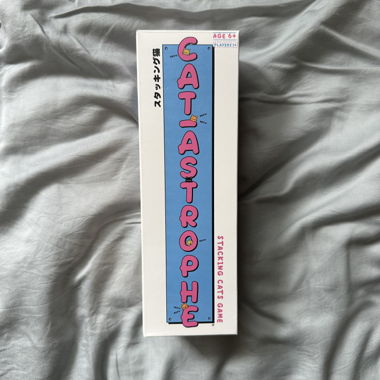 AGE 6+
スタッキング猫
CAT-ASTROPHE
STACKING CATS GAME